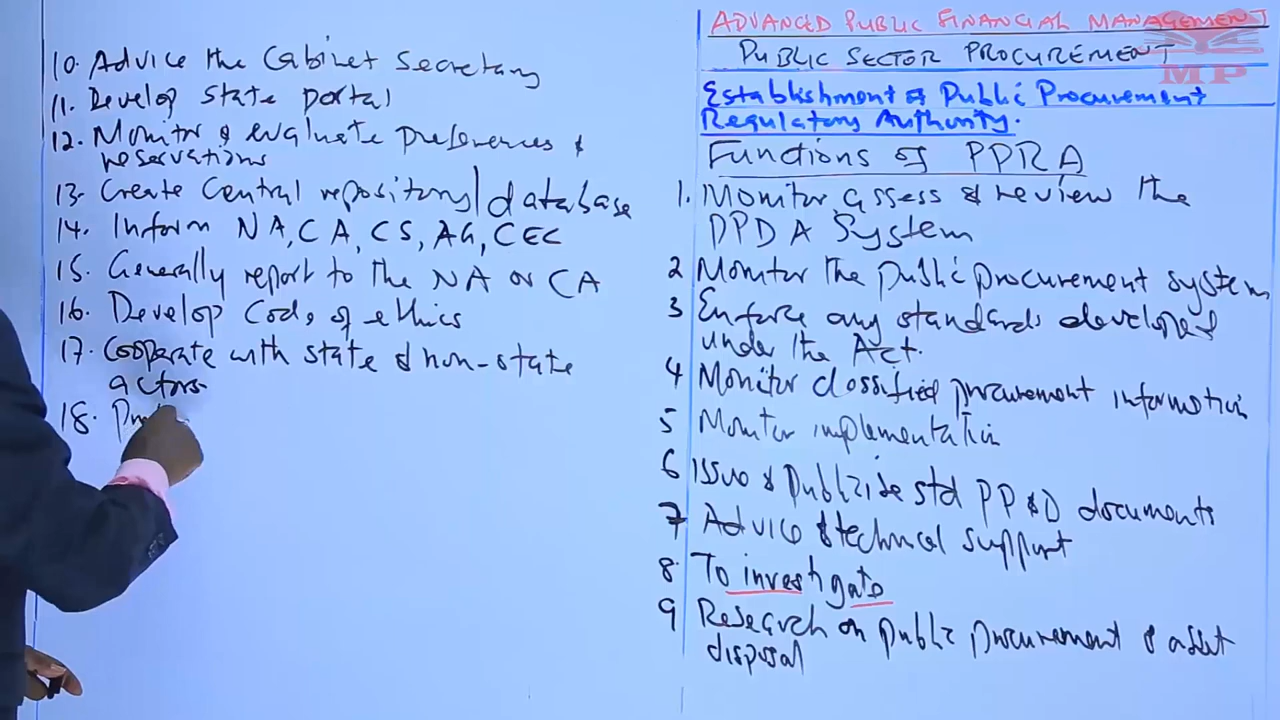 ADVANCED PUBLIC FINANCIAL MANAGEMENT
PUBLIC SECTOR PROCUREMENT
MP
Establishment of Public Procurement
Regulatory Authority.
Functions of PPRA
1. Monitor, assess & review the
PPDA System
2 Monitor the public procurement system
3 Enforce any standards developed
under the Act.
4 Monitor classified procurement information
5 Monitor implementation
6 Issue & Publicize std PP&D documents
7 Advice & technical support
8. To investigate
9 Research on public procurement & asset
disposal
10. Advice the Cabinet Secretary
11. Develop state portal
12. Monitor & evaluate preferences &
reservations
13. Create Central repository/database
14. Inform NA, CA, CS, AG, CEC
15. Generally report to the NA or CA
16. Develop Code of ethics
17. Cooperate with state & non-state
actors
18.